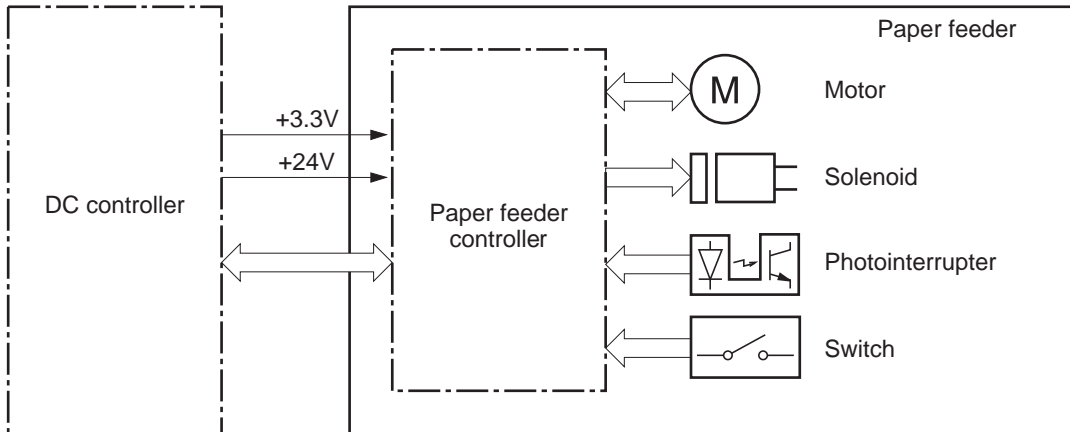 Paper feeder
Motor
M
+3.3V
+24V
Solenoid
DC controller
Paper feeder
controller
Photointerrupter
Switch